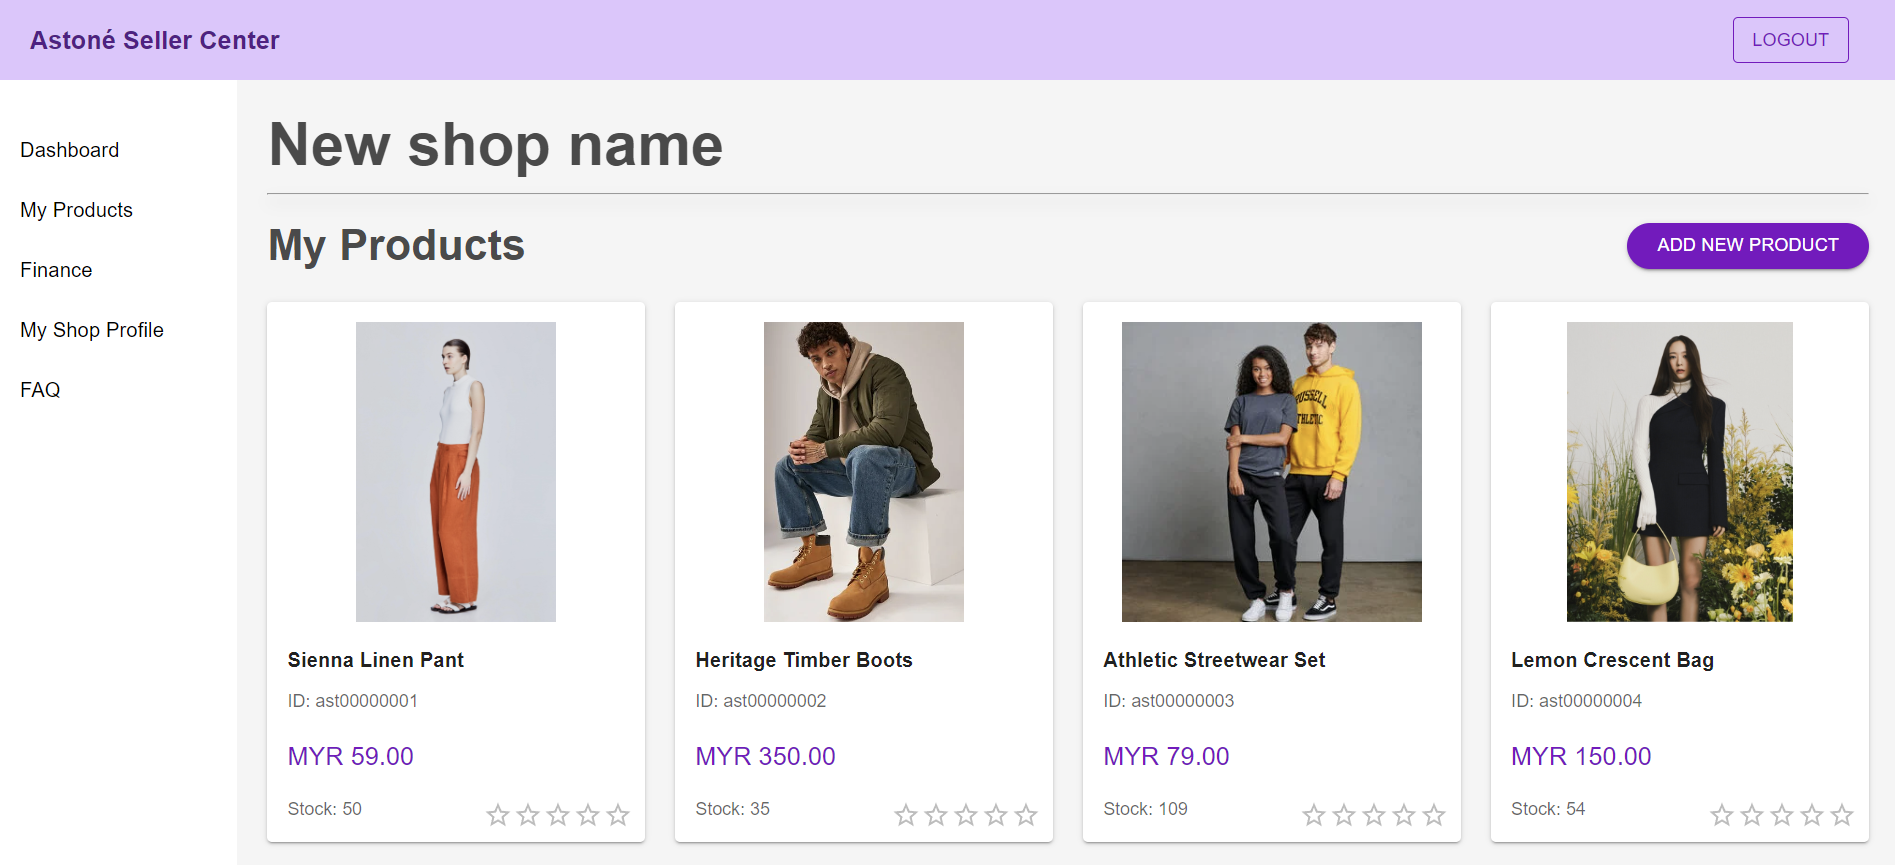 Astoné Seller Center
LOGOUT
Dashboard
My Products
Finance
My Shop Profile
FAQ
New shop name
My Products
ADD NEW PRODUCT
RUSSELL
ATHLETIC
Sienna Linen Pant
ID: ast00000001
MYR 59.00
Stock: 50
Heritage Timber Boots
ID: ast00000002
MYR 350.00
Stock: 35
Athletic Streetwear Set
ID: ast00000003
MYR 79.00
Stock: 109
Lemon Crescent Bag
ID: ast00000004
MYR 150.00
Stock: 54